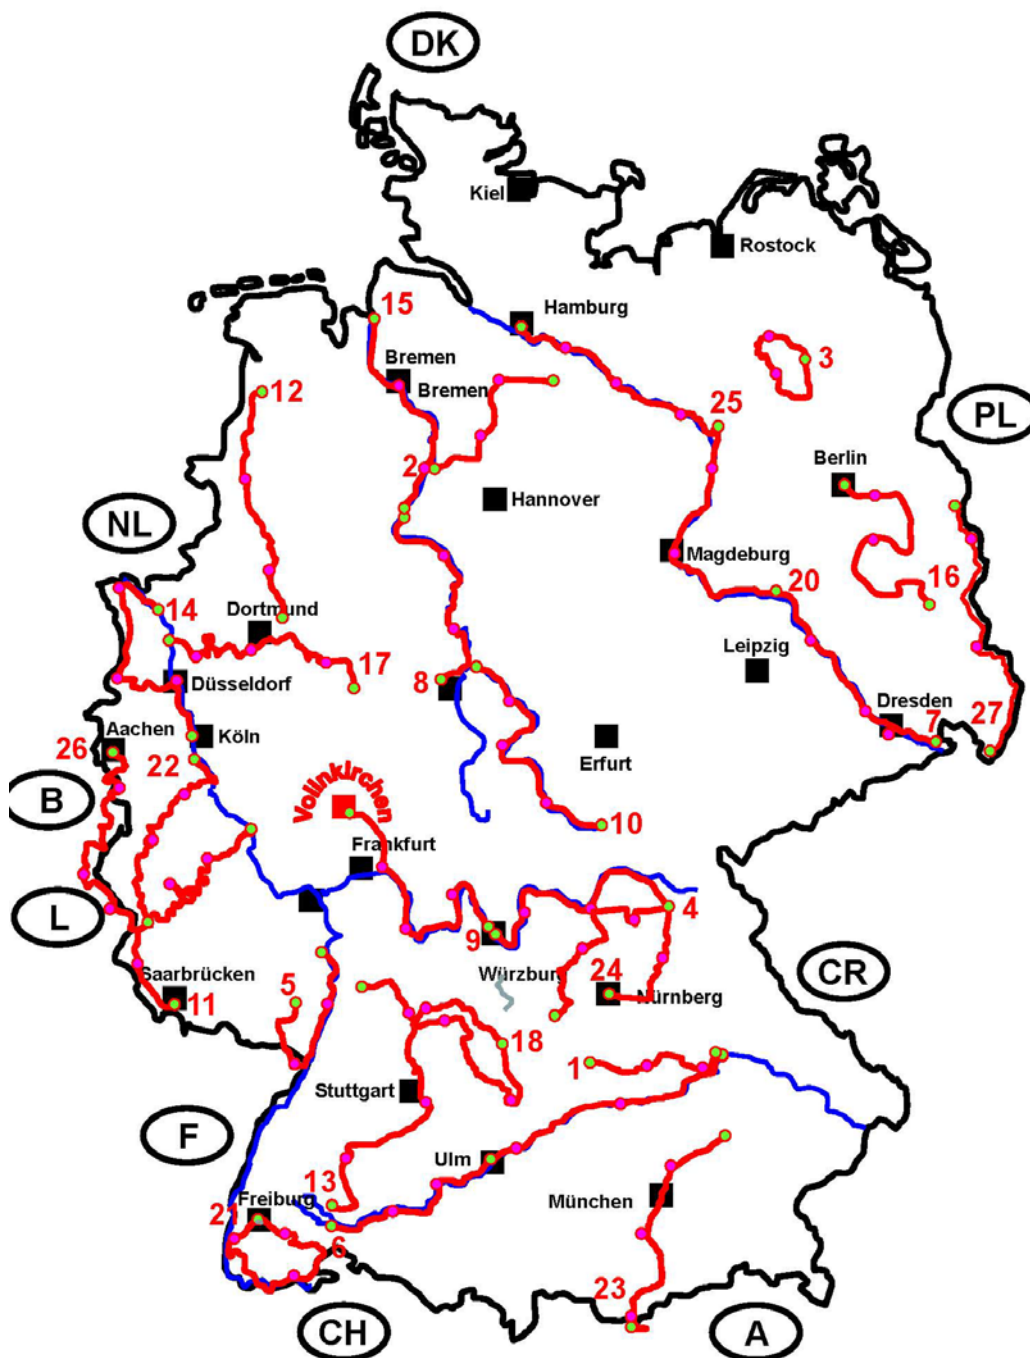 DK
Kiel
Rostock
15
Hamburg
3
Bremen
Bremen
12
25
PL
2
Berlin
Hannover
NL
Magdeburg
20
16
14
Dortmund
Leipzig
17
8
Düsseldorf
Dresden
7
27
Aachen
Köln
26
22
Erfurt
B
Vollnkirchen
10
Frankfurt
L
4
9
CR
Saarbrücken
5
Würzburg
24
Nürnberg
11
18
1
Stuttgart
F
Ulm
13
München
Freiburg
21
6
23
CH
A